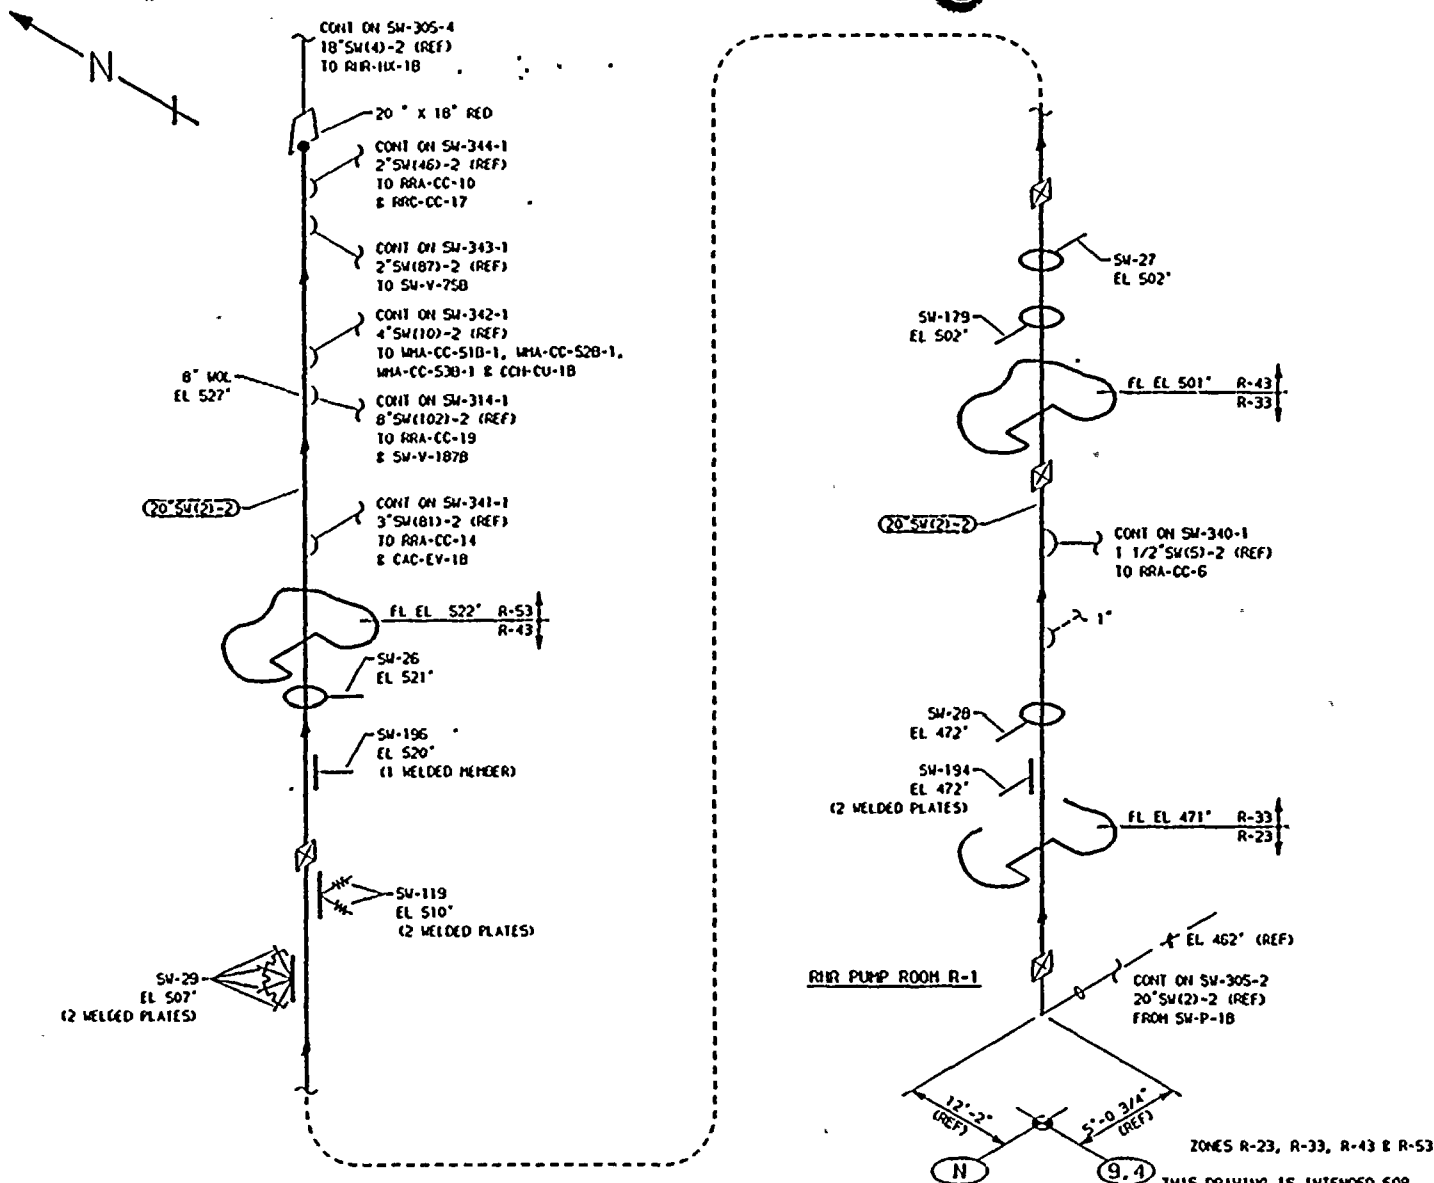 N
CONT ON SW-305-4
18"SW(4)-2 (REF)
TO RHR-HX-1B
20 " X 18" RED
CONT ON SW-344-1
2"SW(46)-2 (REF)
TO RRA-CC-10
& RRC-CC-17
CONT ON SW-343-1
2"SW(87)-2 (REF)
TO SW-V-75B
CONT ON SW-342-1
4"SW(10)-2 (REF)
TO WMA-CC-51B-1, WMA-CC-52B-1,
WMA-CC-53B-1 & CCH-CU-1B
8" WOL
EL 527'
CONT ON SW-314-1
8"SW(102)-2 (REF)
TO RRA-CC-19
& SW-V-187B
20"SW(2)-2
CONT ON SW-341-1
3"SW(81)-2 (REF)
TO RRA-CC-14
& CAC-EV-1B
FL EL 522' R-53
R-43
SW-26
EL 521'
SW-196
EL 520'
(1 WELDED MEMBER)
SW-119
EL 510'
(2 WELDED PLATES)
SW-29
EL 507'
(2 WELDED PLATES)
SW-27
EL 502'
SW-179
EL 502'
FL EL 501' R-43
R-33
20"SW(2)-2
CONT ON SW-340-1
1 1/2"SW(5)-2 (REF)
TO RRA-CC-6
1"
SW-28
EL 472'
SW-194
EL 472'
(2 WELDED PLATES)
FL EL 471' R-33
R-23
RHR PUMP ROOM R-1
EL 462' (REF)
CONT ON SW-305-2
20"SW(2)-2 (REF)
FROM SW-P-1B
12'-2"
(REF)
5'-0 3/4"
(REF)
N
9.4
ZONES R-23, R-33, R-43 & R-53
THIS DRAWING IS INTENDED FOR